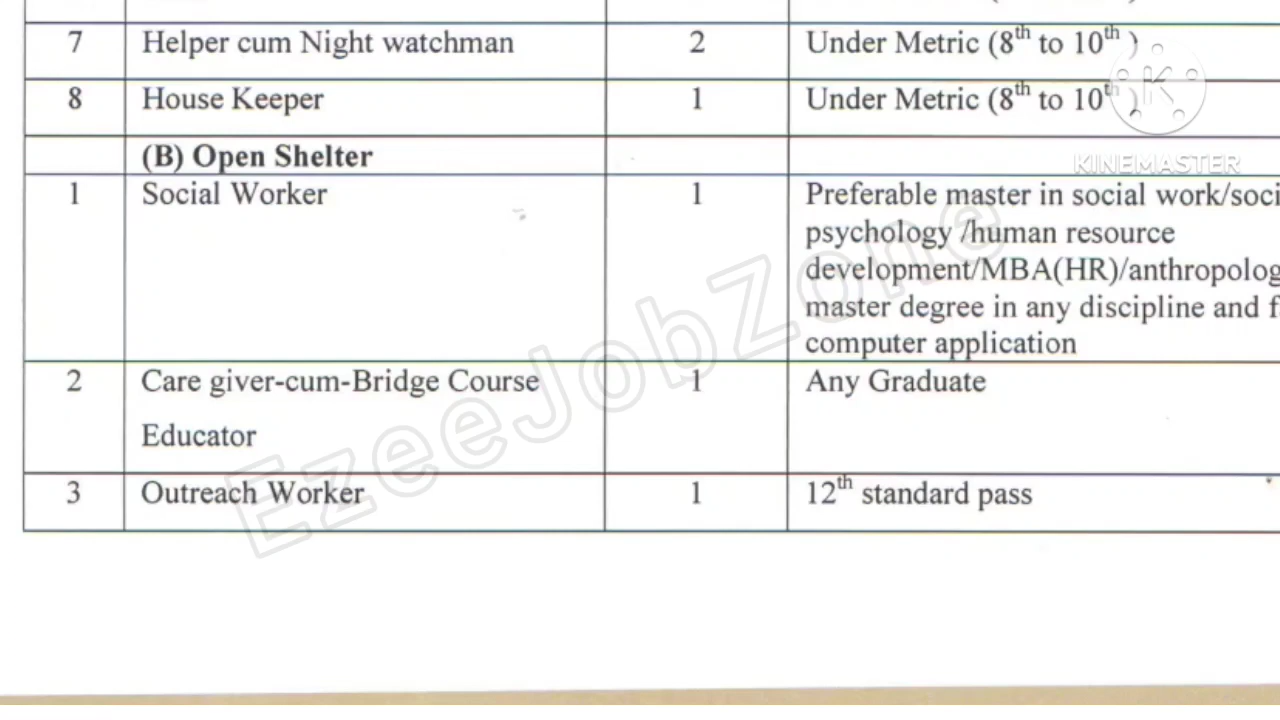 7 Helper cum Night watchman 2 Under Metric (8th to 10th )
8 House Keeper 1 Under Metric (8th to 10th )
KINEMASTER
(B) Open Shelter
1 Social Worker 1 Preferable master in social work/soci
psychology /human resource
development/MBA(HR)/anthropolog
master degree in any discipline and f
computer application
2 Care giver-cum-Bridge Course 1 Any Graduate
Educator
3 Outreach Worker 1 12th standard pass
EzeeJobZone